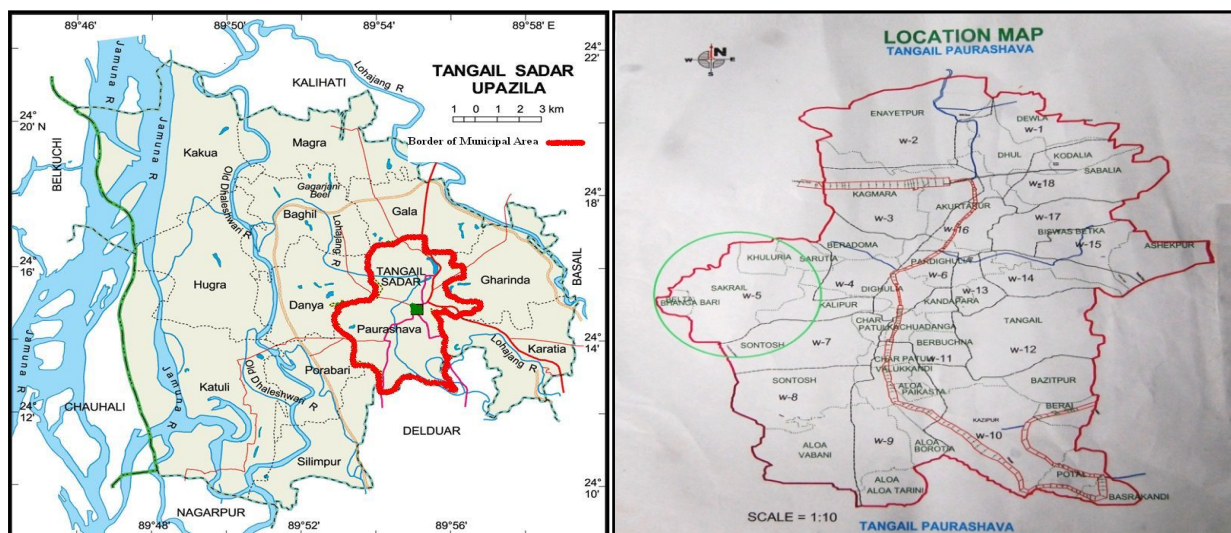 89°46'
89°50'
89°54'
89°58' E
24°
22'
KALIHATI
Lohajang R
TANGAIL SADAR
UPAZILA
1 0 1 2 3 km
Border of Municipal Area
Jamuna R
Jamuna R
24°
20' N
BELKUCHI
Kakua
Magra
Old Dhaleshwari R
Gagarjani
Beel
Baghil
Lohajang R
Gala
24°
18'
24°
16'
TANGAIL
SADAR
Gharinda
BASAIL
Hugra
Danya
Paurashava
24°
14'
Lohajang R
Karatia
Jamuna R
Jamuna R
Porabari
Old Dhaleshwari R
Katuli
24°
12'
CHAUHALI
DELDUAR
Silimpur
24°
10'
NAGARPUR
89°48'
89°52'
89°56'
LOCATION MAP
TANGAIL PAURASHAVA
N
W
E
S
ENAYETPUR
w-2
DEWLA
w-1
DHUL
KODALIA
SABALIA
w-18
KAGMARA
AKURTAKUR
w-3
w-16
w-17
BISWAS BETKA
w-15
ASHEKPUR
BERADOMA
KHULURIA
SARUTIA
PARDIGHULIA
w-6
w-14
SAKRAIL
w-5
w-4
DIGHULIA
w-13
BHANGA BARI
KALIPUR
KANDAPARA
CHAR
PATULI
KACHUADANGA
TANGAIL
SONTOSH
w-7
BERBUCHNA
w-12
CHAR PATULI
w-11
VALUKKANDI
SONTOSH
w-8
ALOA
PAIKASTA
BAZITPUR
BERAI
KAZIPUR
w-10
w-9
ALOA
VABANI
ALOA
BOROTIA
POTAL
ALOA
ALOA TARINI
BASRAKANDI
SCALE = 1:10
TANGAIL PAURASHAVA